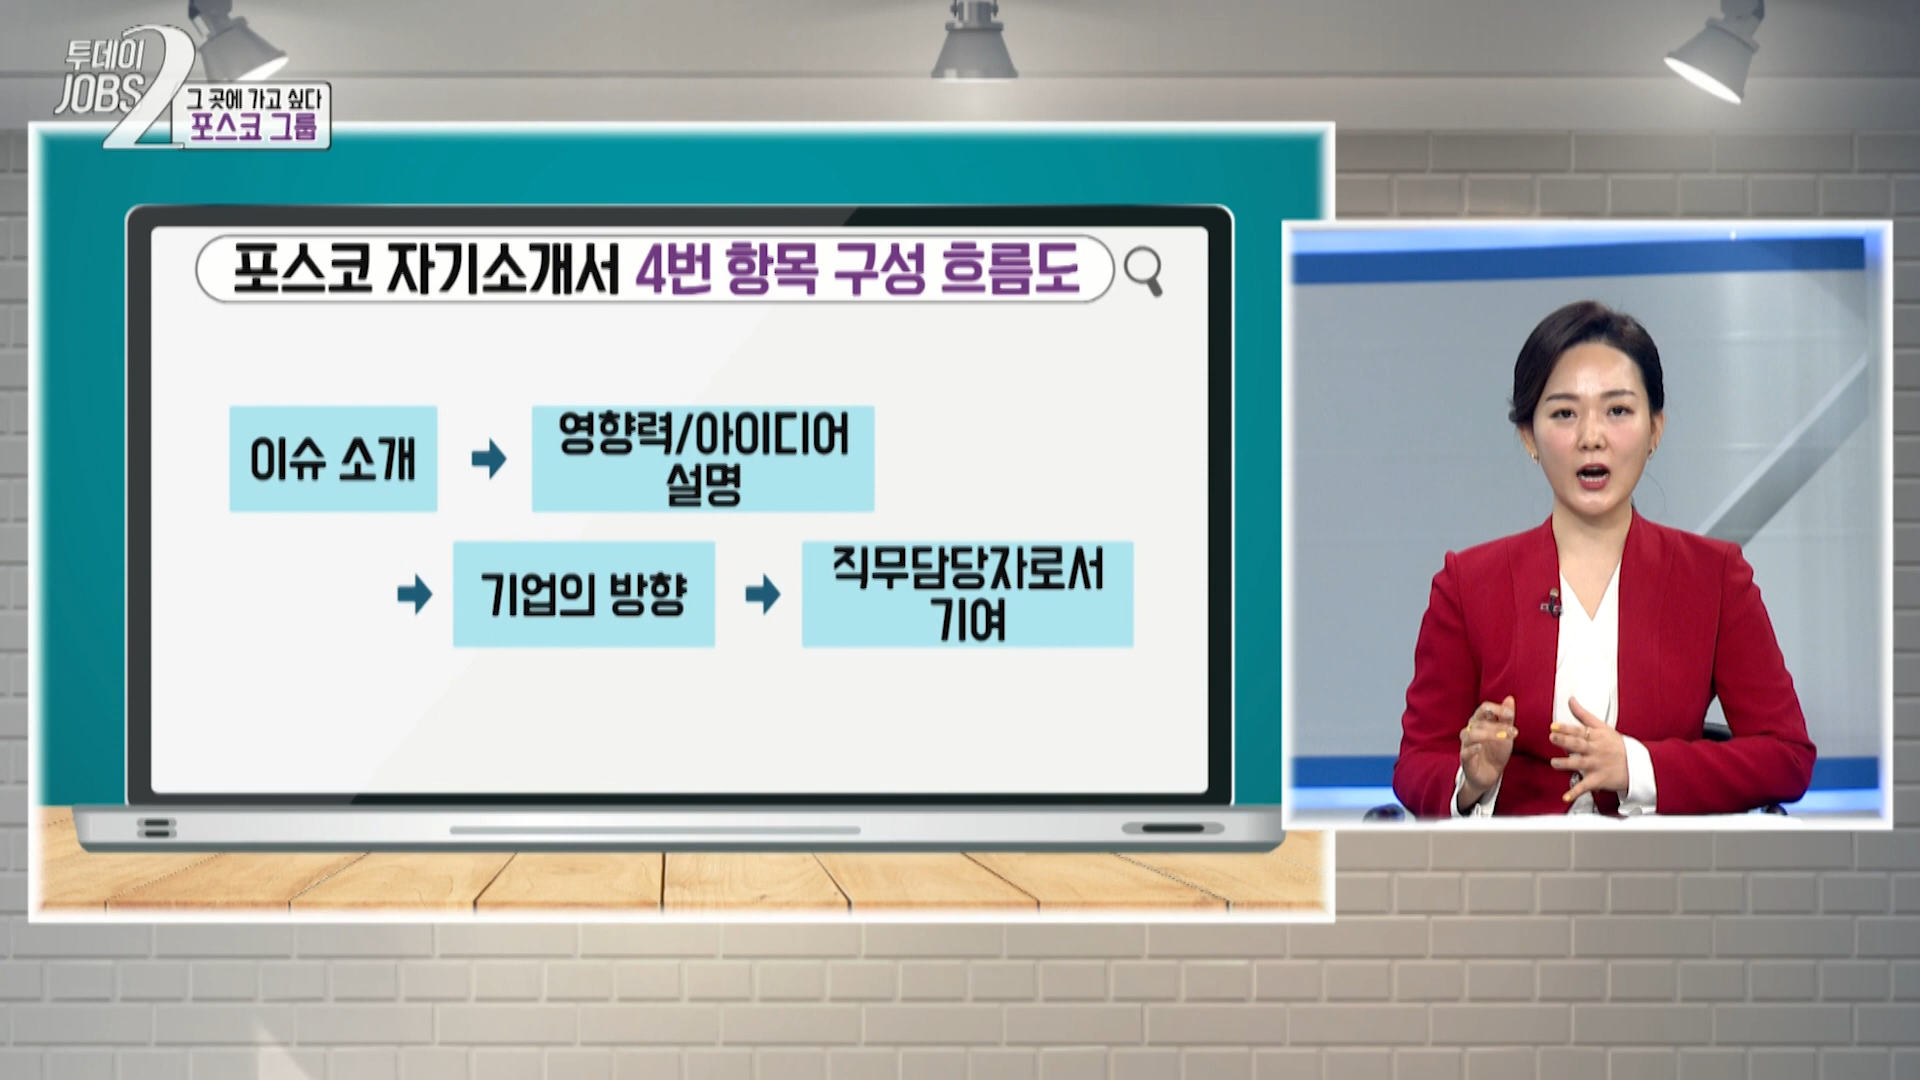 투데이
JOBS 2
그 곳에 가고 싶다
포스코 그룹
포스코 자기소개서 4번 항목 구성 흐름도
이슈 소개
영향력/아이디어
설명
기업의 방향
직무담당자로서
기여